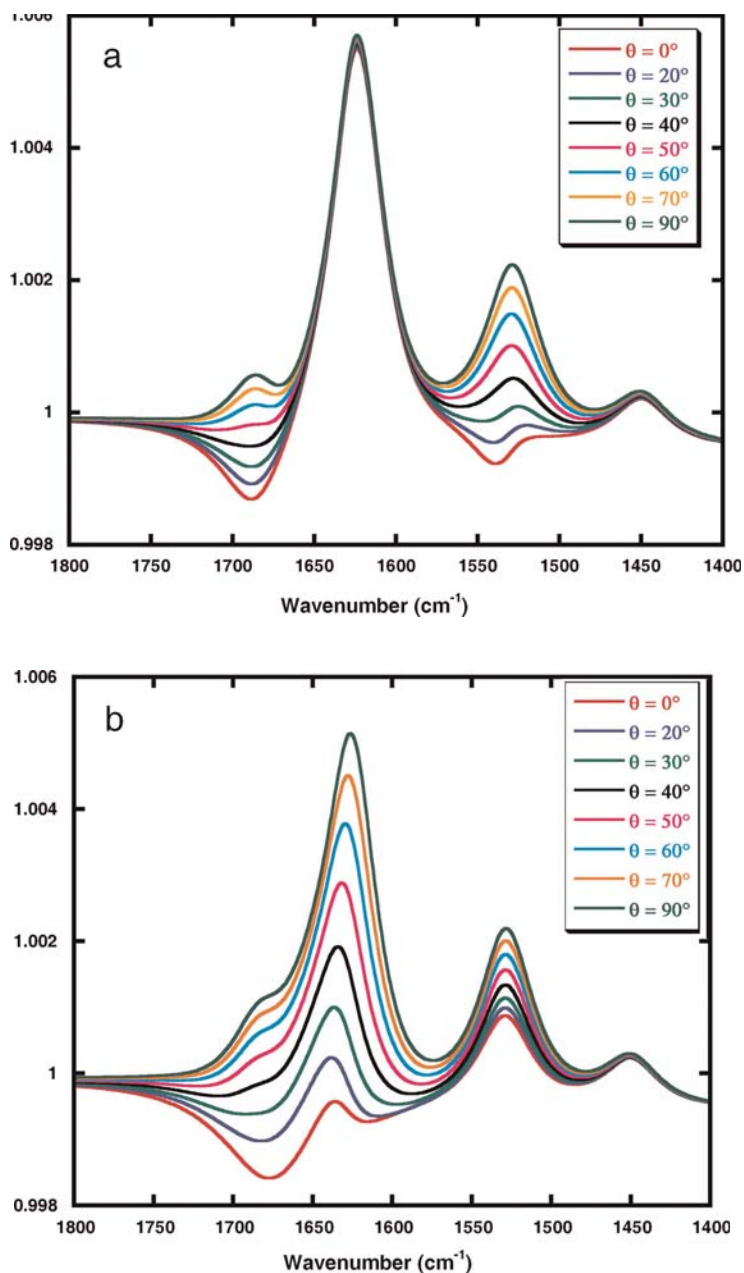 1.006
a
θ = 0°
θ = 20°
θ = 30°
θ = 40°
θ = 50°
θ = 60°
θ = 70°
θ = 90°
1.004
1.002
1
0.998
1800 1750 1700 1650 1600 1550 1500 1450 1400
Wavenumber (cm-1)
1.006
b
θ = 0°
θ = 20°
θ = 30°
θ = 40°
θ = 50°
θ = 60°
θ = 70°
θ = 90°
1.004
1.002
1
0.998
1800 1750 1700 1650 1600 1550 1500 1450 1400
Wavenumber (cm-1)